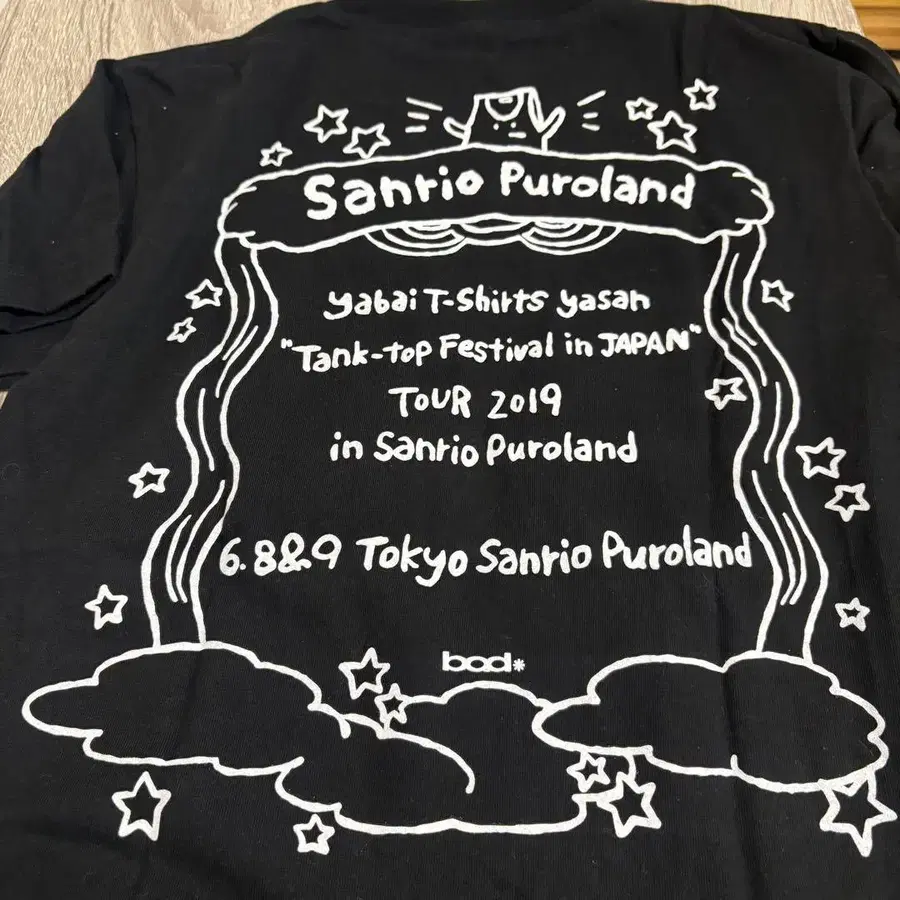 Sanrio Puroland
yabai T-Shirts yasan
"Tank-top Festival in JAPAN"
TOUR 2019
in Sanrio Puroland
6.8&9 Tokyo Sanrio Puroland
bad*